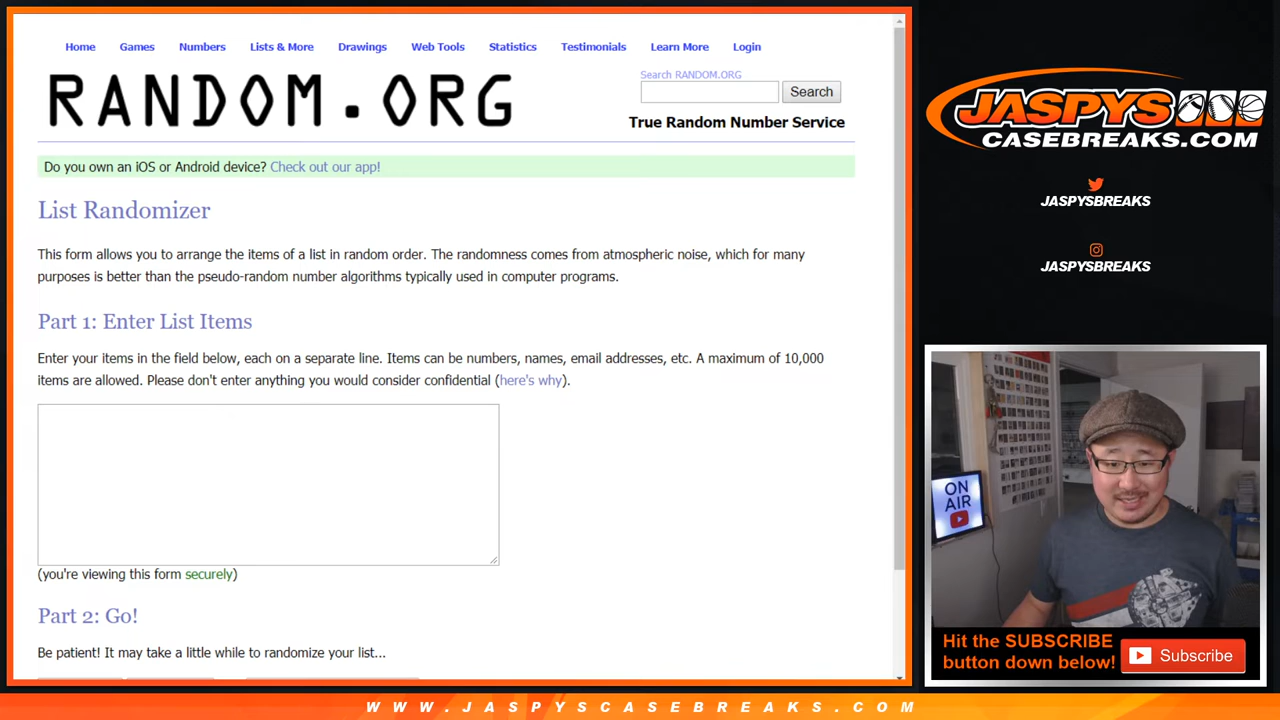 Home Games Numbers Lists & More Drawings Web Tools Statistics Testimonials Learn More Login
RANDOM.ORG
Search RANDOM.ORG
Search
True Random Number Service
Do you own an iOS or Android device? Check out our app!
List Randomizer
This form allows you to arrange the items of a list in random order. The randomness comes from atmospheric noise, which for many
purposes is better than the pseudo-random number algorithms typically used in computer programs.
Part 1: Enter List Items
Enter your items in the field below, each on a separate line. Items can be numbers, names, email addresses, etc. A maximum of 10,000
items are allowed. Please don't enter anything you would consider confidential (here's why).
(you're viewing this form securely)
Part 2: Go!
Be patient! It may take a little while to randomize your list...
JASPYS
CASEBREAKS.COM
JASPYSBREAKS
JASPYSBREAKS
ON
AIR
Hit the SUBSCRIBE
button down below!
Subscribe
WWW.JASPYSCASEBREAKS.COM